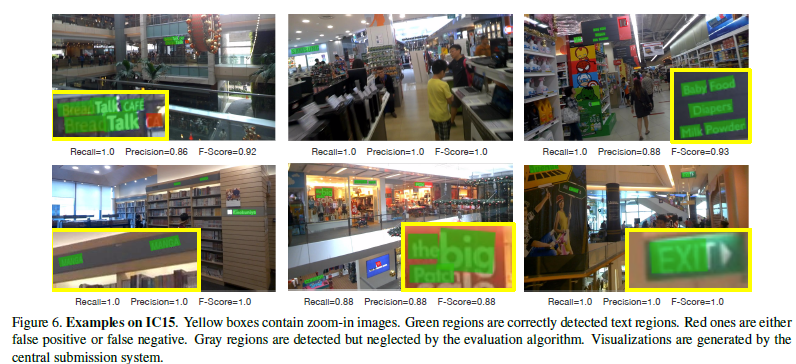 BreadTalk CAFE
BreadTalk
Baby Food
Diapers
Milk Powder
Recall=1.0 Precision=0.86 F-Score=0.92
Recall=1.0 Precision=1.0 F-Score=1.0
Recall=1.0 Precision=0.88 F-Score=0.93
MANGA
MANGA
the big
Patch
EXIT
Recall=1.0 Precision=1.0 F-Score=1.0
Recall=0.88 Precision=0.88 F-Score=0.88
Recall=1.0 Precision=1.0 F-Score=1.0
Figure 6. Examples on IC15. Yellow boxes contain zoom-in images. Green regions are correctly detected text regions. Red ones are either
false positive or false negative. Gray regions are detected but neglected by the evaluation algorithm. Visualizations are generated by the
central submission system.